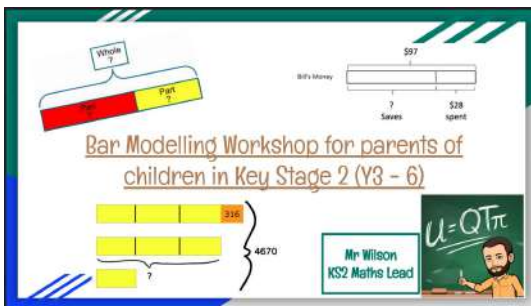 Whole
?
Part
?
Part
?
$97
Bill's Money
?
Saves
$28
spent
Bar Modelling Workshop for parents of
children in Key Stage 2 (Y3 - 6)
316
4670
?
Mr Wilson
KS2 Maths Lead
U=QTπ